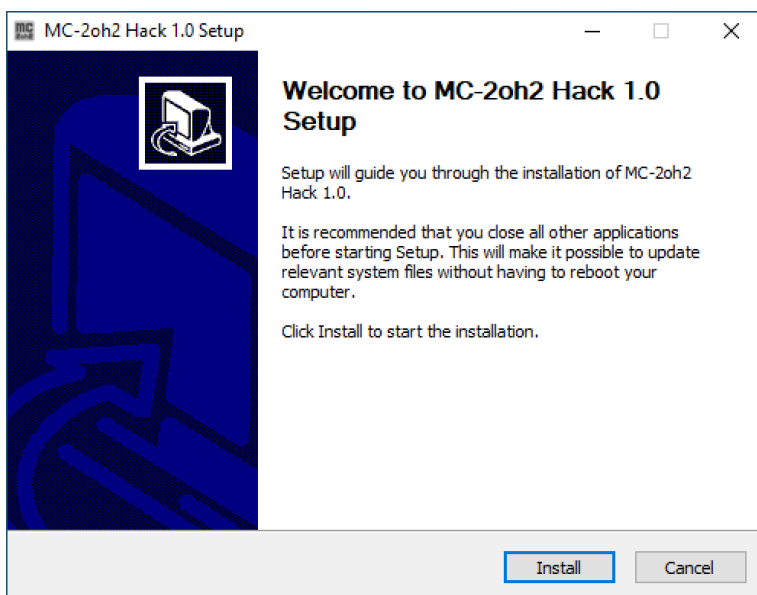 mc
2oh2
MC-2oh2 Hack 1.0 Setup
Welcome to MC-2oh2 Hack 1.0
Setup
Setup will guide you through the installation of MC-2oh2
Hack 1.0.
It is recommended that you close all other applications
before starting Setup. This will make it possible to update
relevant system files without having to reboot your
computer.
Click Install to start the installation.
Install
Cancel